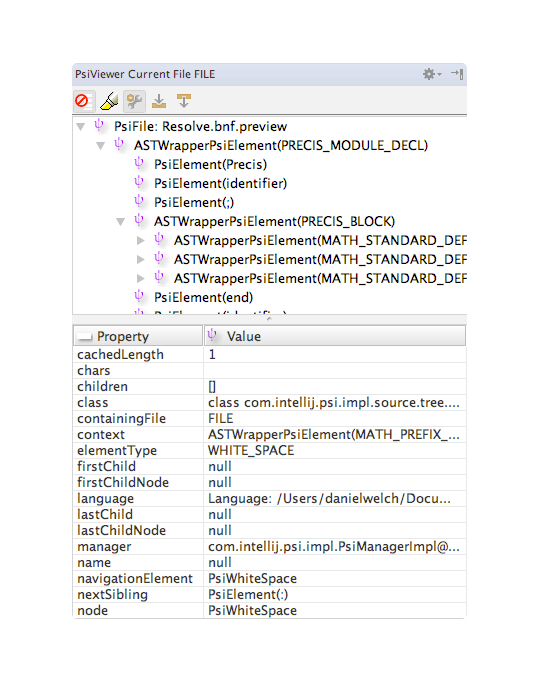 PsiViewer Current File FILE
PsiFile: Resolve.bnf.preview
ASTWrapperPsiElement(PRECIS_MODULE_DECL)
PsiElement(Precis)
PsiElement(identifier)
PsiElement(;)
ASTWrapperPsiElement(PRECIS_BLOCK)
ASTWrapperPsiElement(MATH_STANDARD_DEF
ASTWrapperPsiElement(MATH_STANDARD_DEF
ASTWrapperPsiElement(MATH_STANDARD_DEF
PsiElement(end)
PsiElement(identifier)
Property Value
cachedLength 1
chars
children []
class class com.intellij.psi.impl.source.tree....
containingFile FILE
context ASTWrapperPsiElement(MATH_PREFIX_...
elementType WHITE_SPACE
firstChild null
firstChildNode null
language Language: /Users/danielwelch/Docu...
lastChild null
lastChildNode null
manager com.intellij.psi.impl.PsiManagerImpl@...
name null
navigationElement PsiWhiteSpace
nextSibling PsiElement(:)
node PsiWhiteSpace